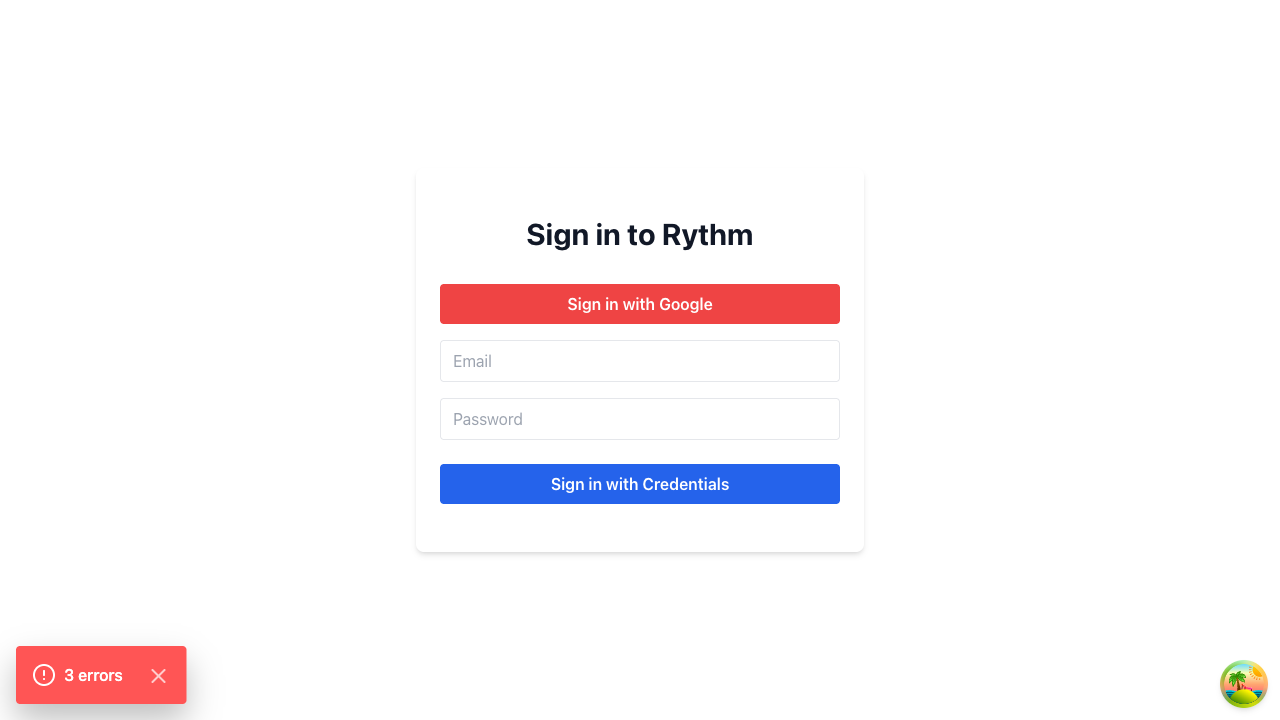 Sign in to Rythm
Sign in with Google
Email
Password
Sign in with Credentials
3 errors